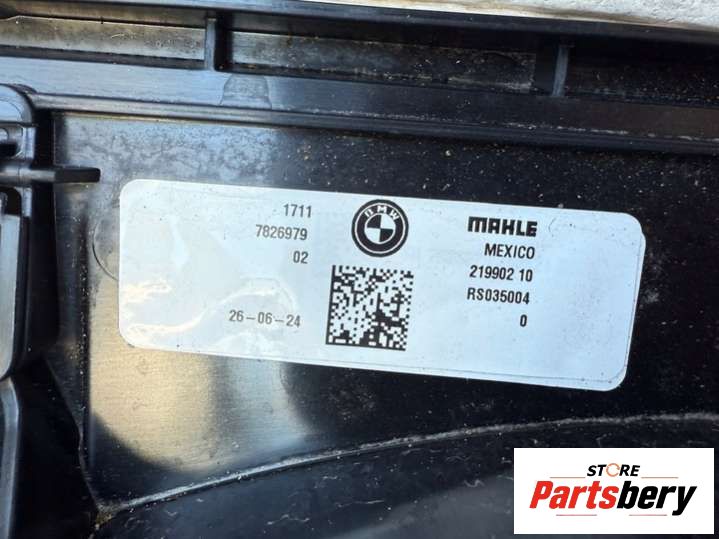 1711
7826979
02
26-06-24
BMW
MAHLE
MEXICO
219902 10
RS035004
0
STORE
Partsbery